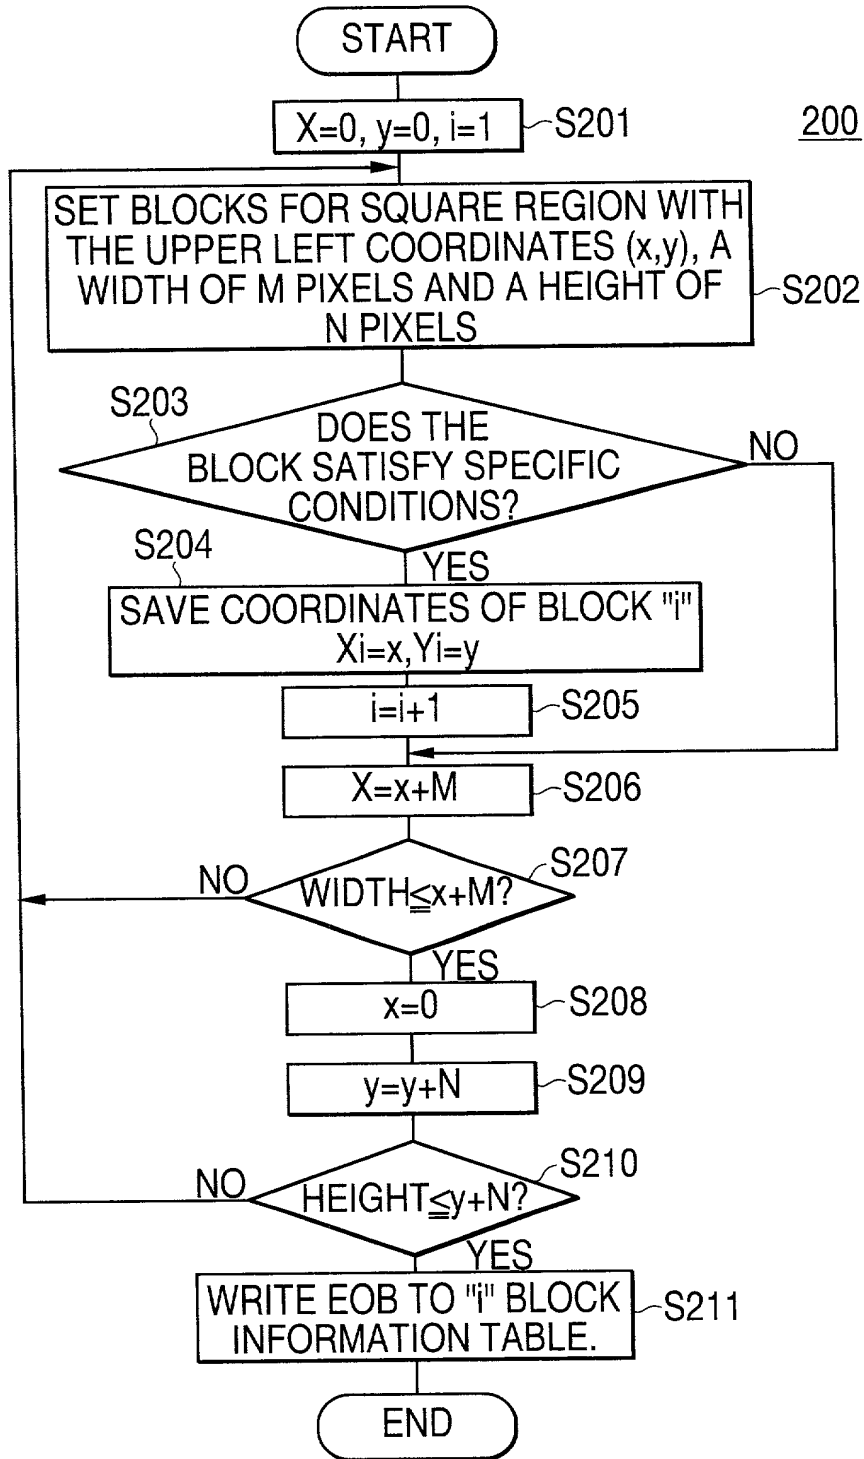 START
X=0, y=0, i=1
S201
200
SET BLOCKS FOR SQUARE REGION WITH
THE UPPER LEFT COORDINATES (x,y), A
WIDTH OF M PIXELS AND A HEIGHT OF
N PIXELS
S202
S203
DOES THE
BLOCK SATISFY SPECIFIC
CONDITIONS?
NO
S204
YES
SAVE COORDINATES OF BLOCK "i"
Xi=x,Yi=y
i=i+1
S205
X=x+M
S206
S207
NO
WIDTH≦x+M?
YES
x=0
S208
y=y+N
S209
S210
NO
HEIGHT≦y+N?
YES
WRITE EOB TO "i" BLOCK
INFORMATION TABLE.
S211
END